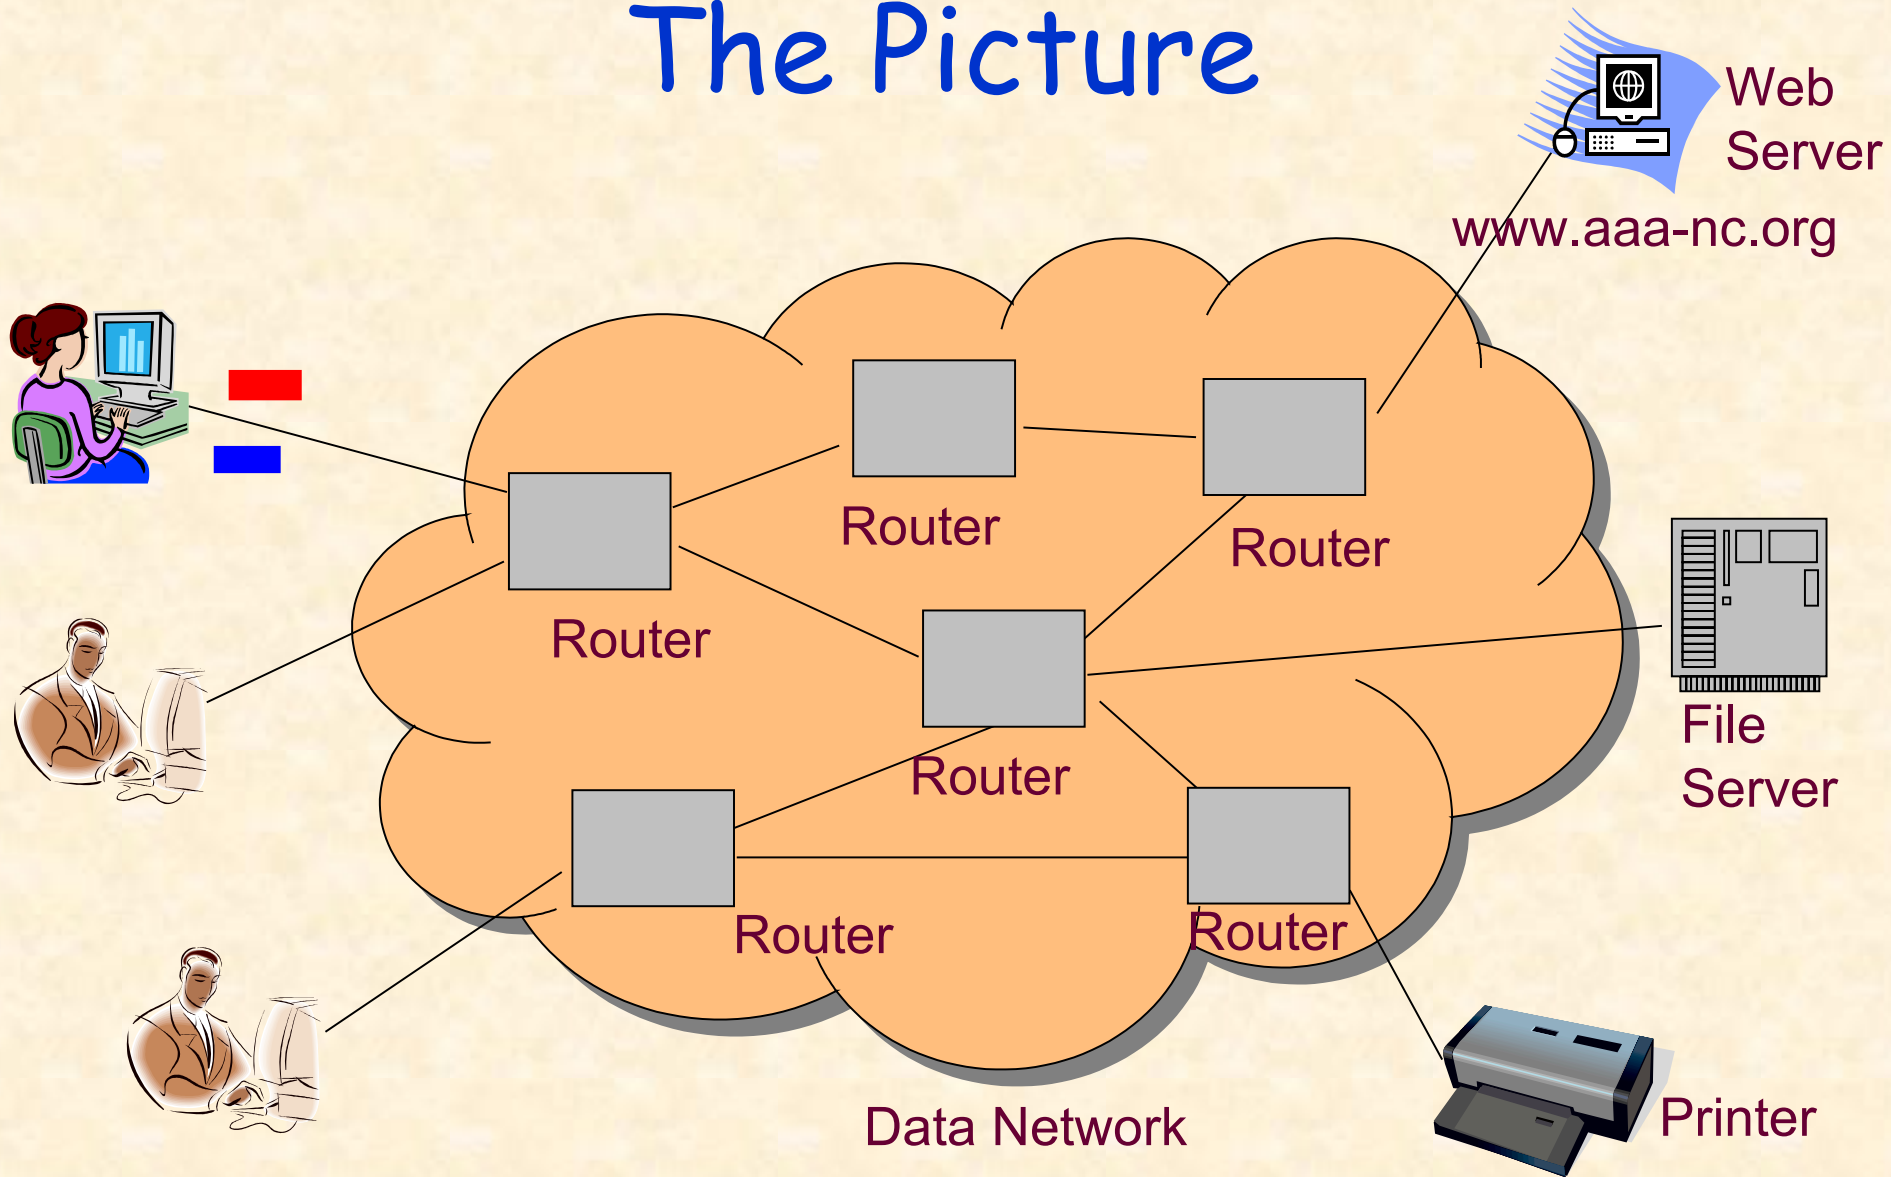 The Picture
Web
Server
www.aaa-nc.org
Router
Router
Router
Router
File
Server
Router
Router
Data Network
Printer